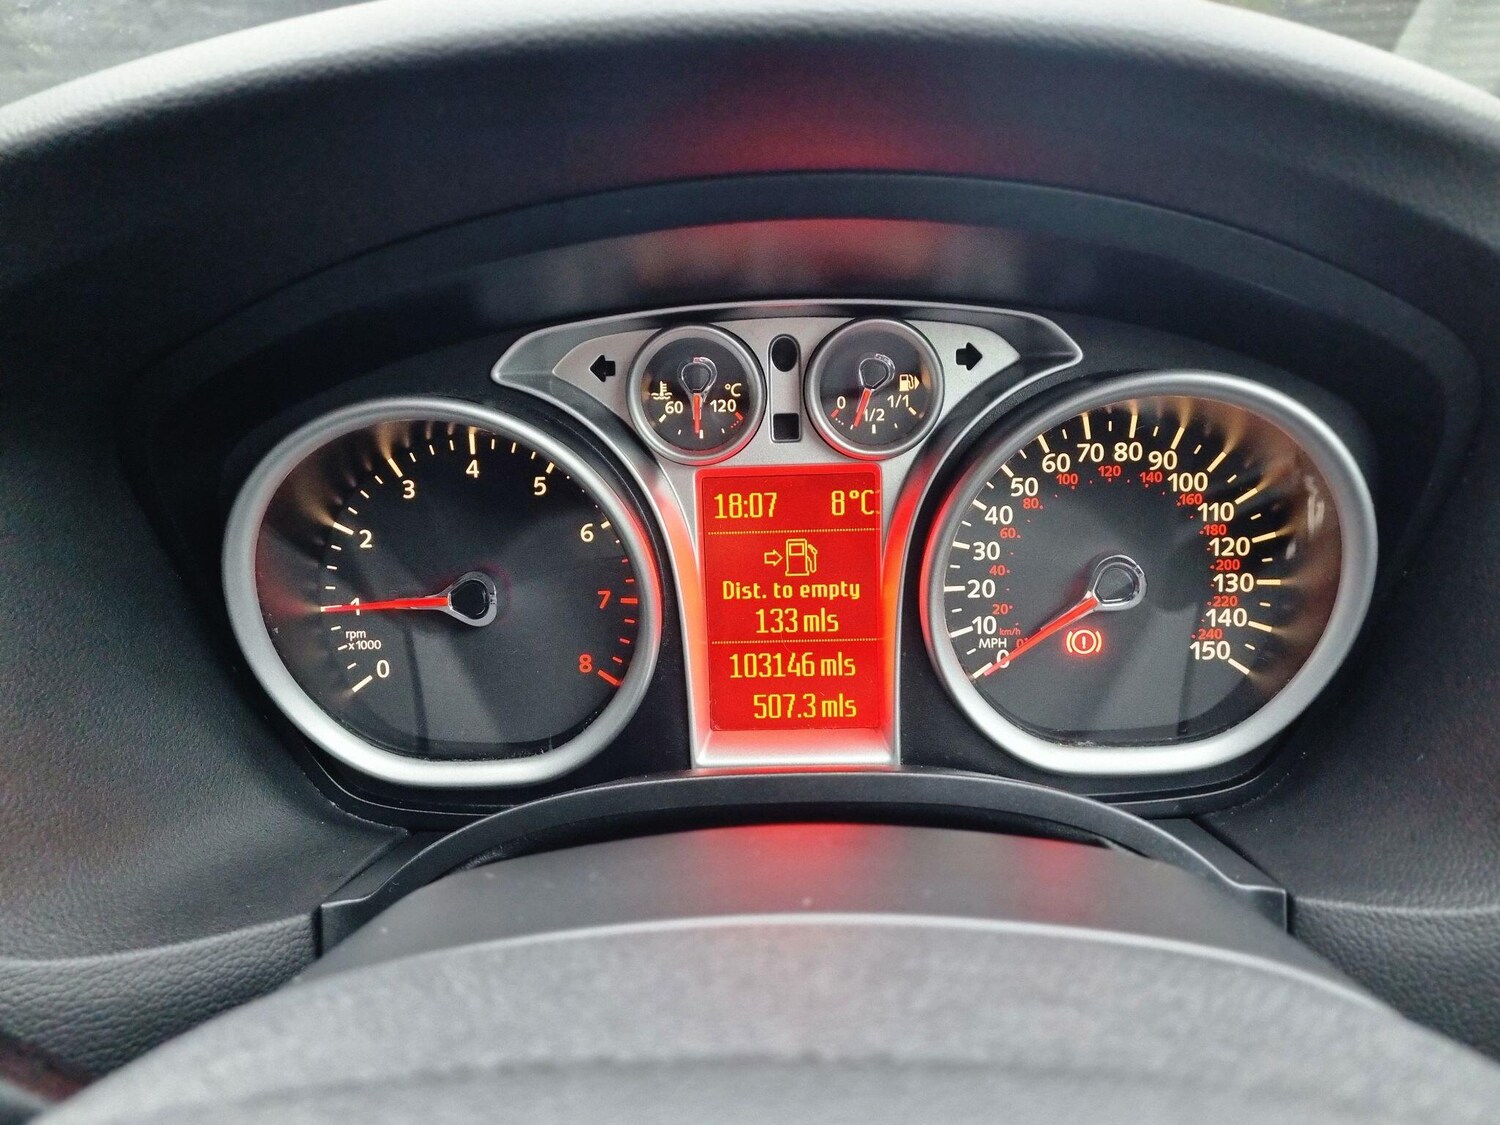 60 120 °C
0 1/2 1/1
0 1 2 3 4 5 6 7 8
rpm
x1000
18:07 8°C
Dist. to empty
133 mls
103146 mls
507.3 mls
0 10 20 30 40 50 60 70 80 90 100 110 120 130 140 150
MPH
km/h
0 20 40 60 80 100 120 140 160 180 200 220 240